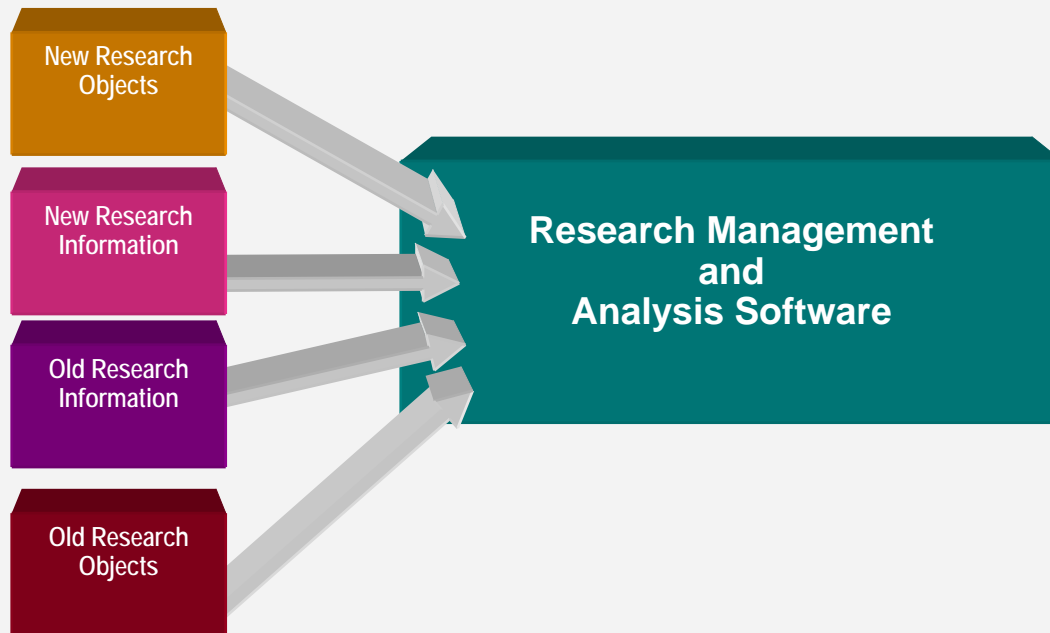 New Research
Objects
New Research
Information
Old Research
Information
Old Research
Objects
Research Management
and
Analysis Software